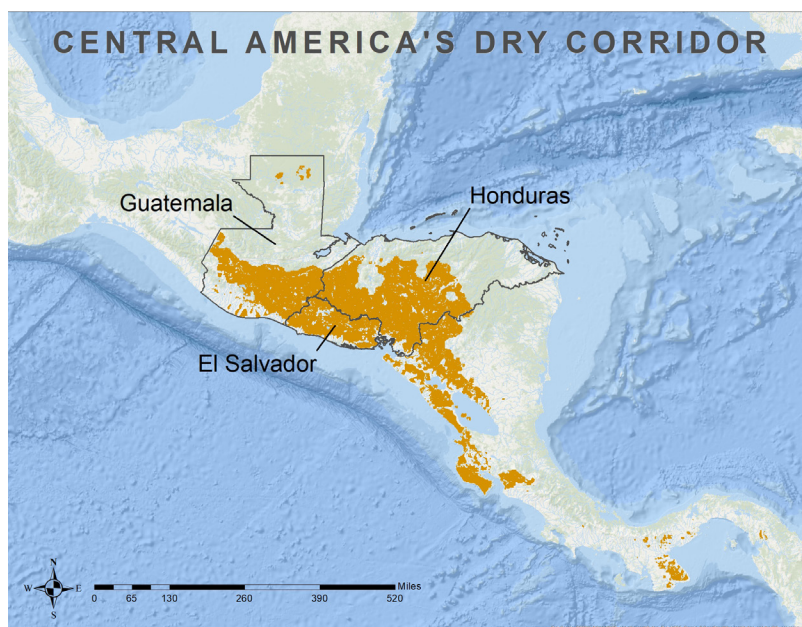 CENTRAL AMERICA'S DRY CORRIDOR
Guatemala
Honduras
El Salvador
N
W E
S
Miles
0 65 130 260 390 520